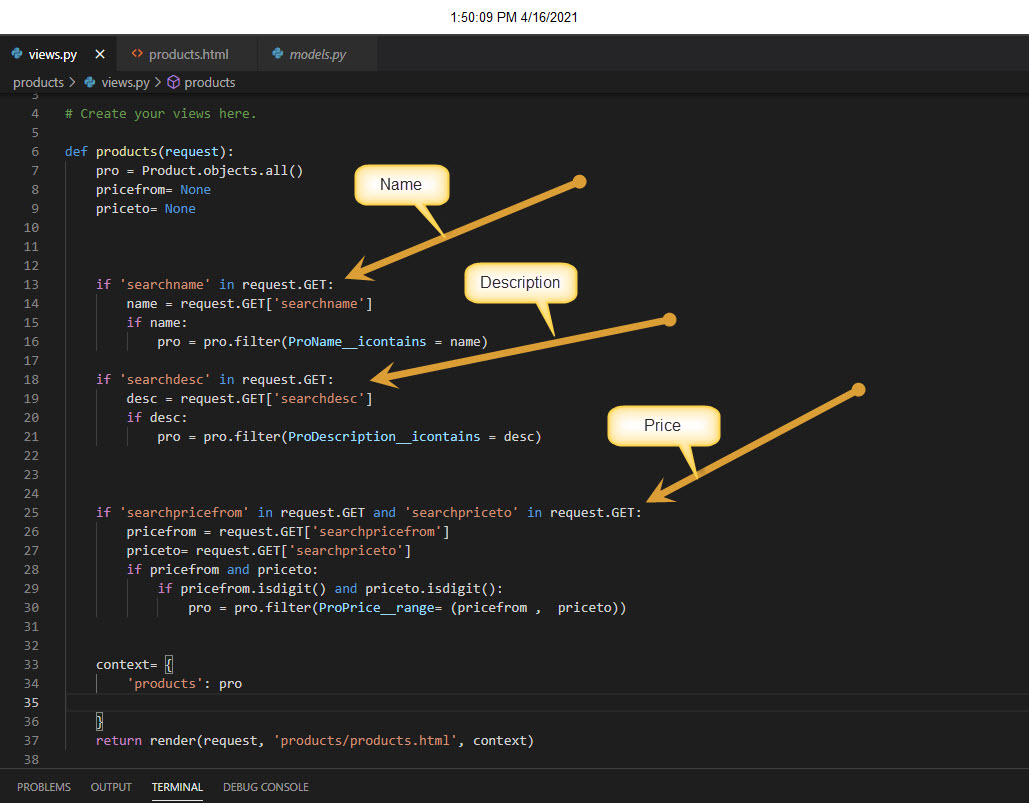 1:50:09 PM 4/16/2021
views.py
products.html
models.py
products > views.py > products
3
4 # Create your views here.
5
6 def products(request):
7 pro = Product.objects.all()
8 pricefrom= None
9 priceto= None
10
11
12
13 if 'searchname' in request.GET:
14 name = request.GET['searchname']
15 if name:
16 pro = pro.filter(ProName__icontains = name)
17
18 if 'searchdesc' in request.GET:
19 desc = request.GET['searchdesc']
20 if desc:
21 pro = pro.filter(ProDescription__icontains = desc)
22
23
24
25 if 'searchpricefrom' in request.GET and 'searchpriceto' in request.GET:
26 pricefrom = request.GET['searchpricefrom']
27 priceto= request.GET['searchpriceto']
28 if pricefrom and priceto:
29 if pricefrom.isdigit() and priceto.isdigit():
30 pro = pro.filter(ProPrice__range= (pricefrom ,  priceto))
31
32
33 context= {
34 'products': pro
35
36 }
37 return render(request, 'products/products.html', context)
38
Name
Description
Price
PROBLEMS OUTPUT TERMINAL DEBUG CONSOLE